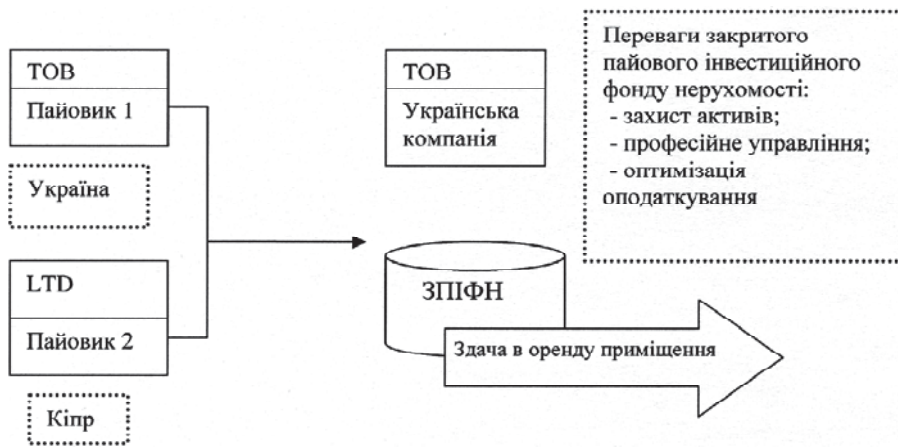 ТОВ
Пайовик 1
Україна
LTD
Пайовик 2
Кіпр
ТОВ
Українська
компанія
ЗПІФН
Здача в оренду приміщення
Переваги закритого
пайового інвестиційного
фонду нерухомості:
- захист активів;
- професійне управління;
- оптимізація
оподаткування